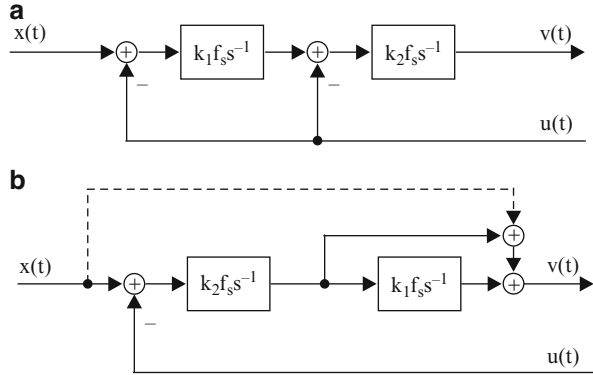 a
x(t) + k₁fₛs⁻¹ + k₂fₛs⁻¹ v(t)
− −
u(t)
b
+
x(t) + k₂fₛs⁻¹ k₁fₛs⁻¹ + v(t)
−
u(t)